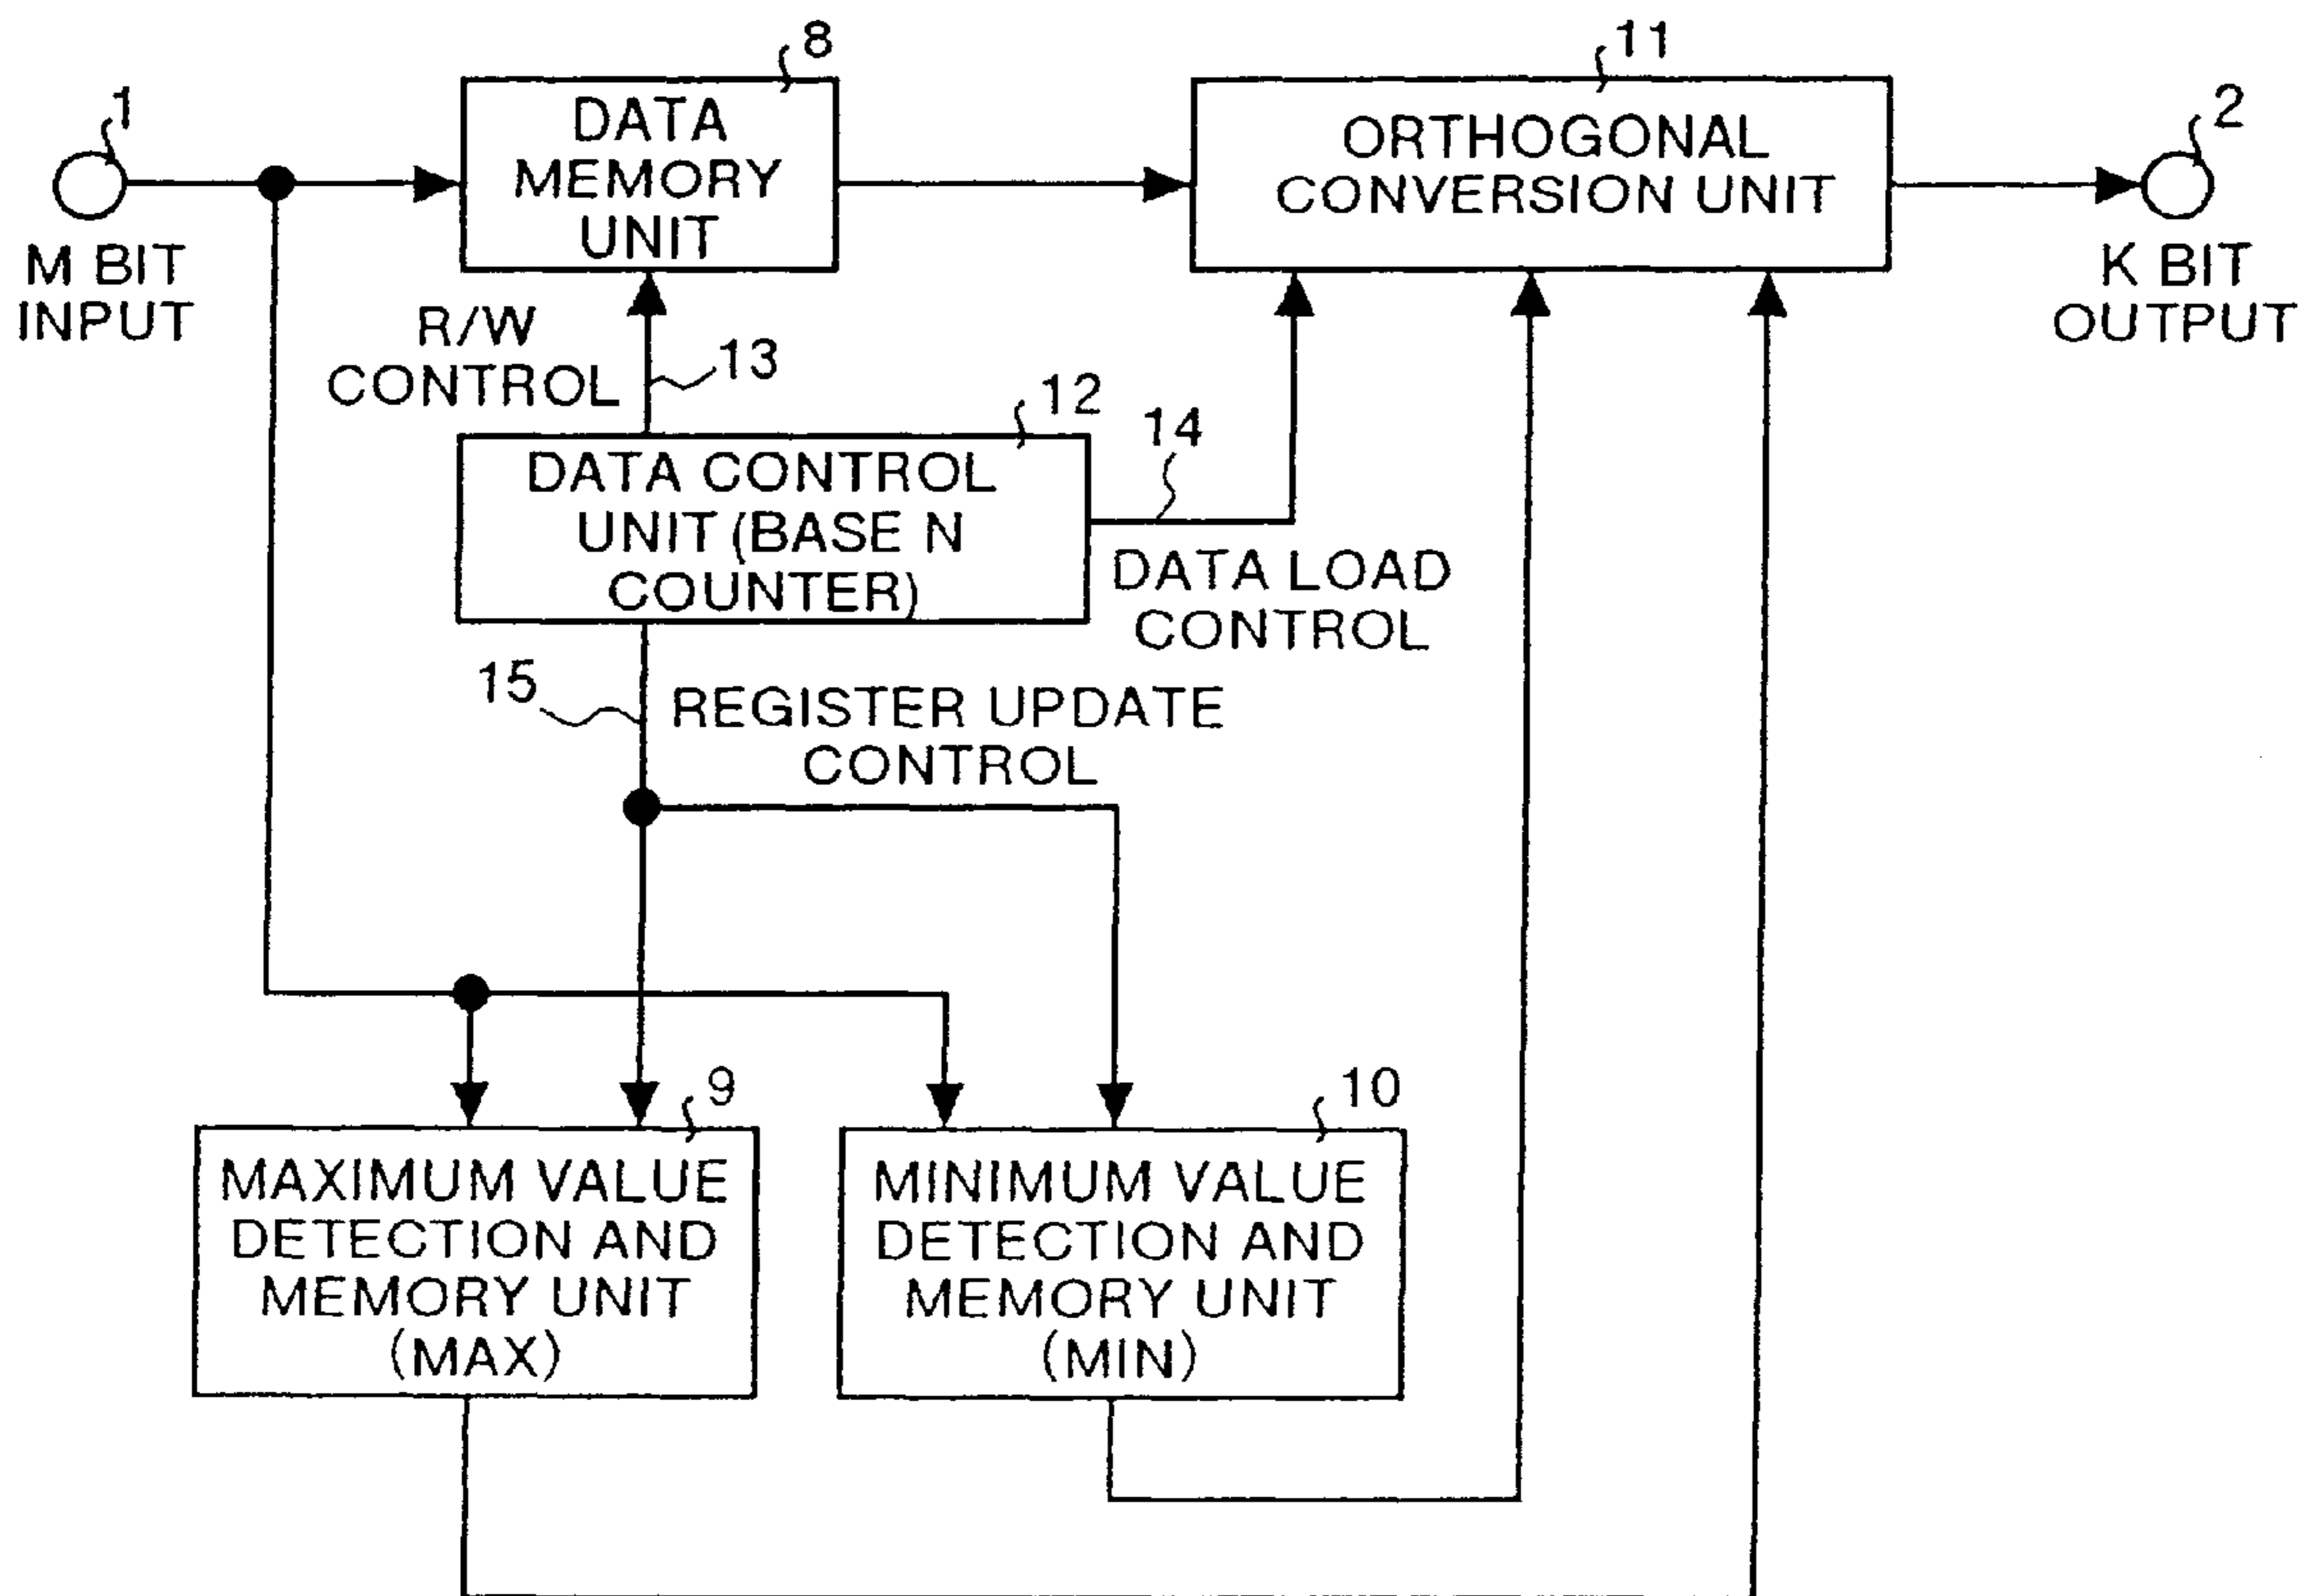 8
11
1
2
DATA
MEMORY
UNIT
ORTHOGONAL
CONVERSION UNIT
M BIT
INPUT
K BIT
OUTPUT
R/W
CONTROL
13
12
14
DATA CONTROL
UNIT (BASE N
COUNTER)
DATA LOAD
CONTROL
15
REGISTER UPDATE
CONTROL
9
10
MAXIMUM VALUE
DETECTION AND
MEMORY UNIT
(MAX)
MINIMUM VALUE
DETECTION AND
MEMORY UNIT
(MIN)